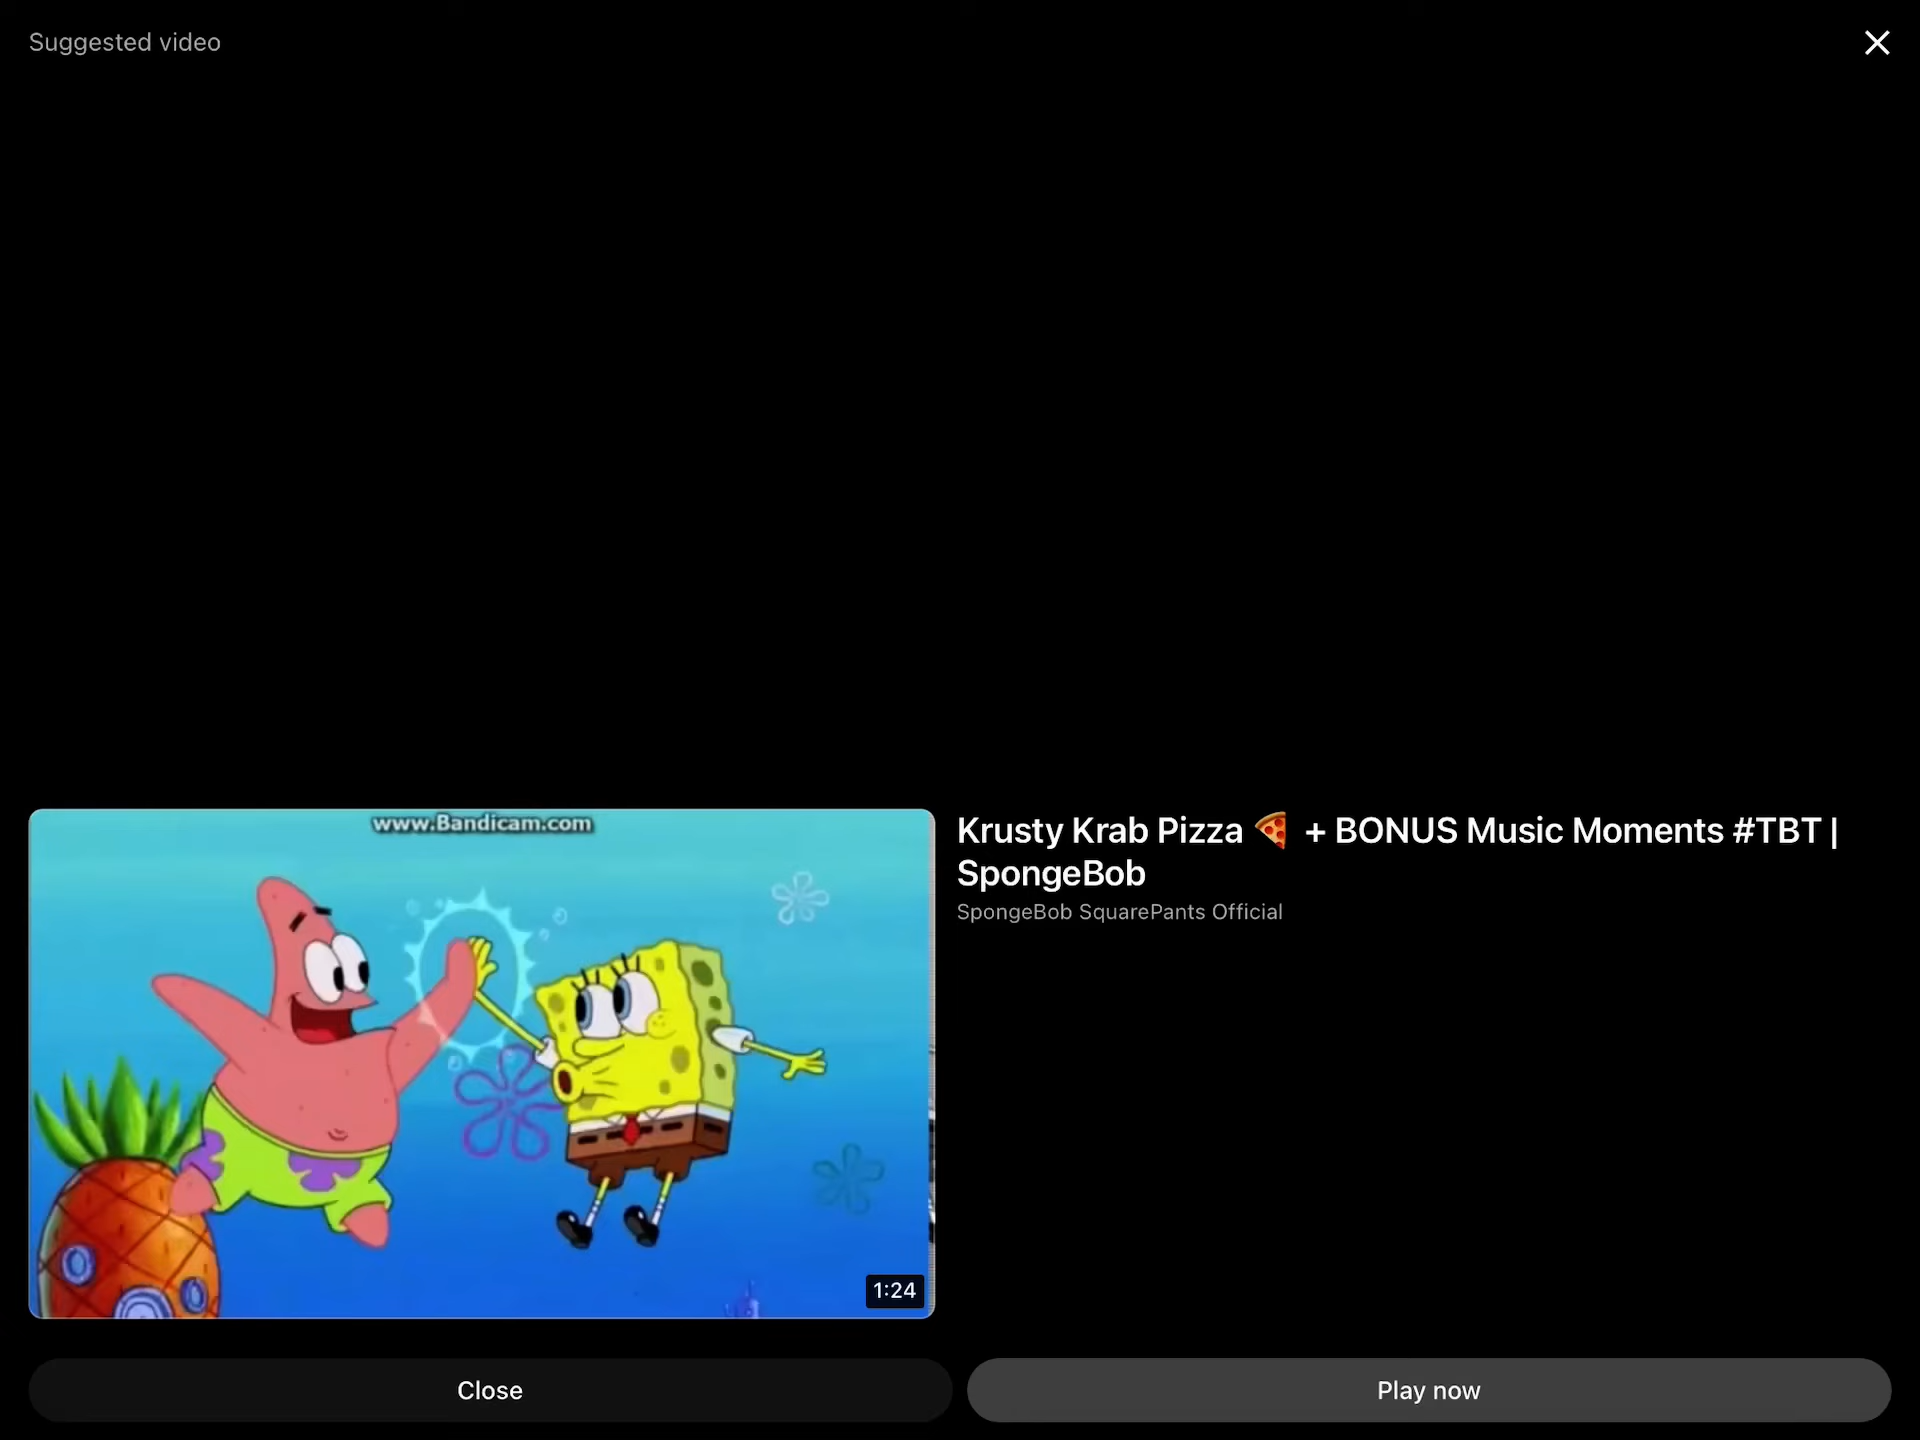 Suggested video
www.Bandicam.com
1:24
Krusty Krab Pizza 🍕 + BONUS Music Moments #TBT |
SpongeBob
SpongeBob SquarePants Official
Close
Play now